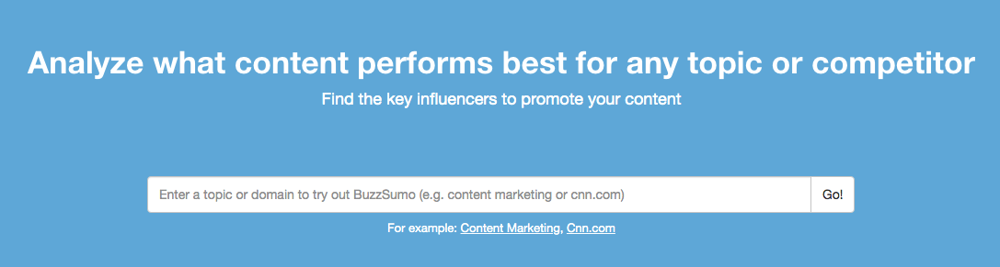 Analyze what content performs best for any topic or competitor
Find the key influencers to promote your content
Enter a topic or domain to try out BuzzSumo (e.g. content marketing or cnn.com)
Go!
For example: Content Marketing, Cnn.com